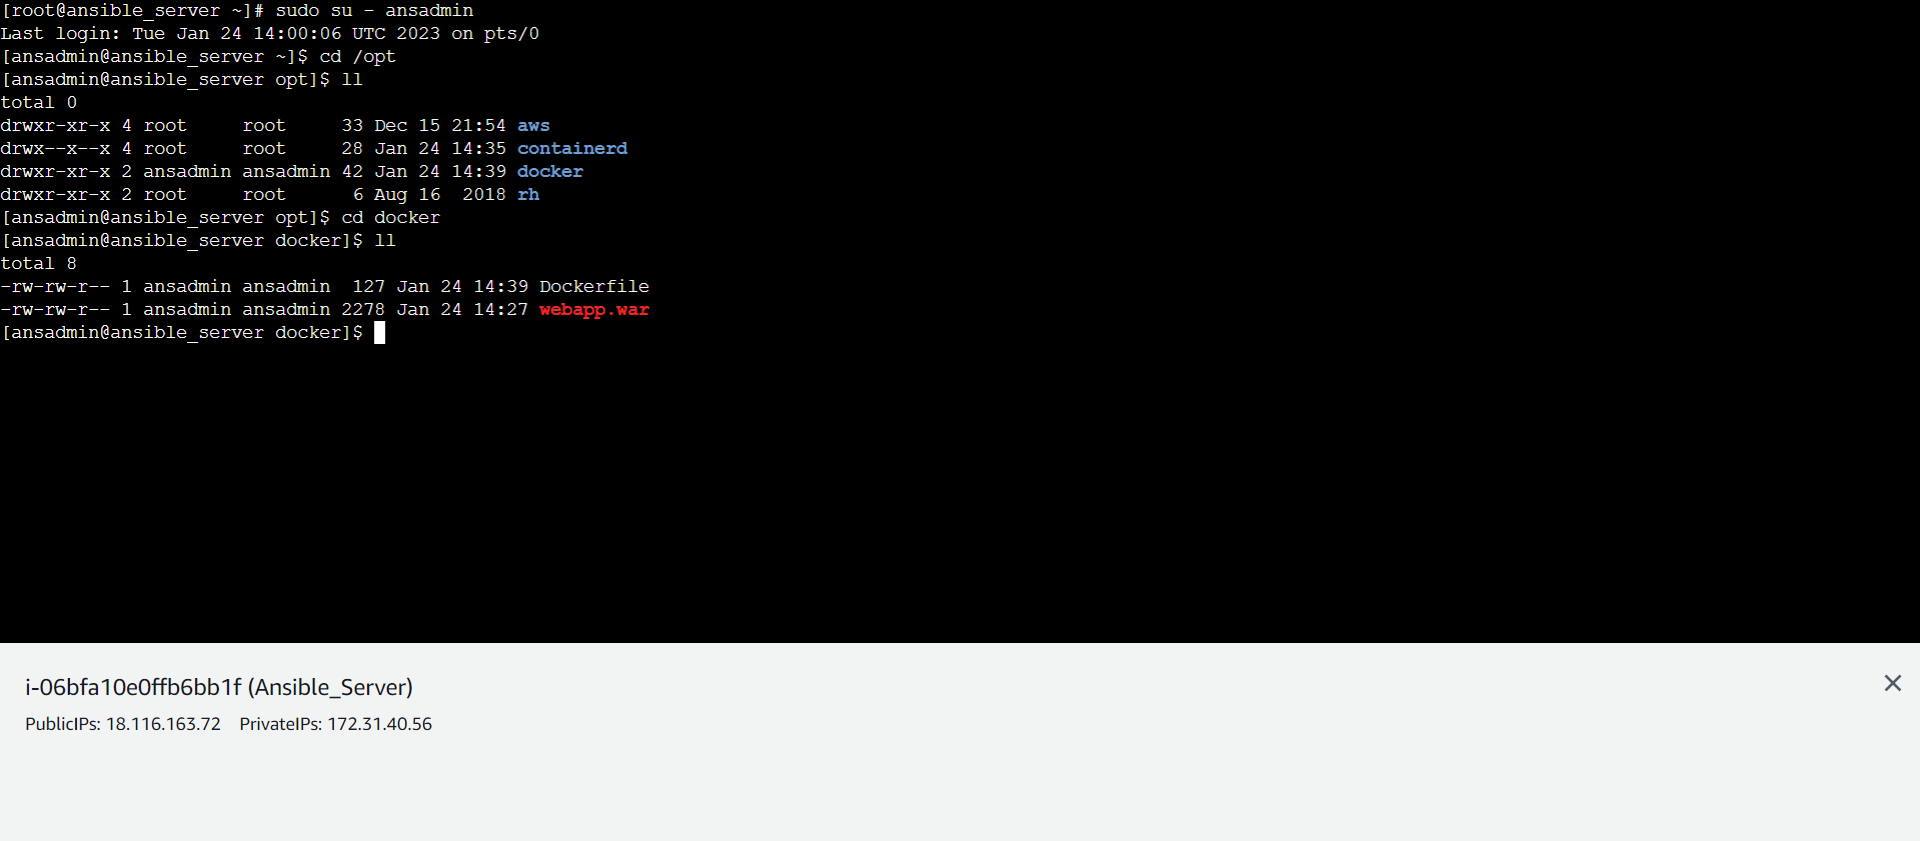 [root@ansible_server ~]# sudo su - ansadmin
Last login: Tue Jan 24 14:00:06 UTC 2023 on pts/0
[ansadmin@ansible_server ~]$ cd /opt
[ansadmin@ansible_server opt]$ ll
total 0
drwxr-xr-x 4 root     root     33 Dec 15 21:54 aws
drwx--x--x 4 root     root     28 Jan 24 14:35 containerd
drwxr-xr-x 2 ansadmin ansadmin 42 Jan 24 14:39 docker
drwxr-xr-x 2 root     root      6 Aug 16  2018 rh
[ansadmin@ansible_server opt]$ cd docker
[ansadmin@ansible_server docker]$ ll
total 8
-rw-rw-r-- 1 ansadmin ansadmin  127 Jan 24 14:39 Dockerfile
-rw-rw-r-- 1 ansadmin ansadmin 2278 Jan 24 14:27 webapp.war
[ansadmin@ansible_server docker]$
i-06bfa10e0ffb6bb1f (Ansible_Server)
PublicIPs: 18.116.163.72   PrivateIPs: 172.31.40.56